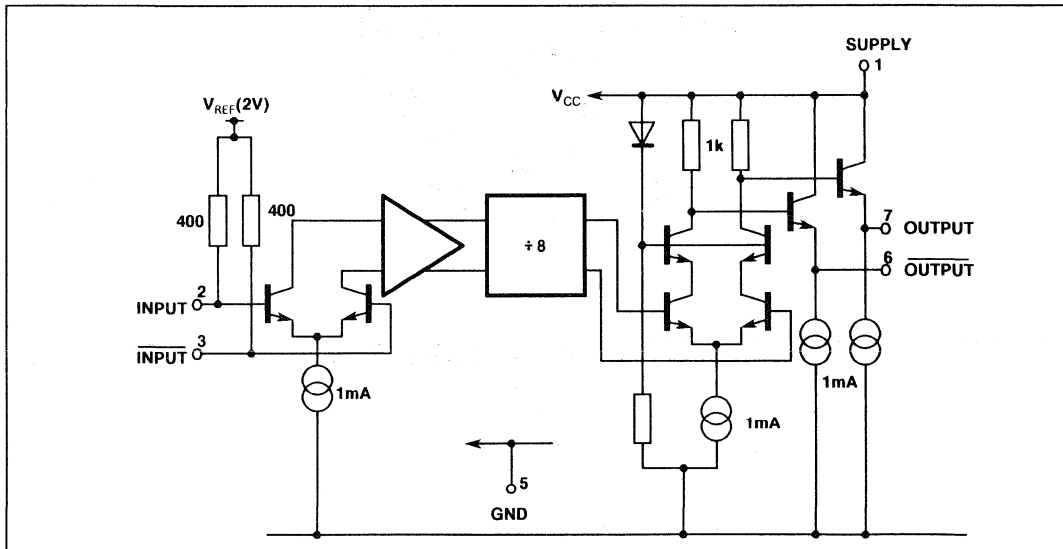 SUPPLY
1
V_CC
V_REF(2V)
1k
400
400
÷8
7 OUTPUT
6 OUTPUT
INPUT 2
INPUT 3
1mA
1mA
1mA
5
GND